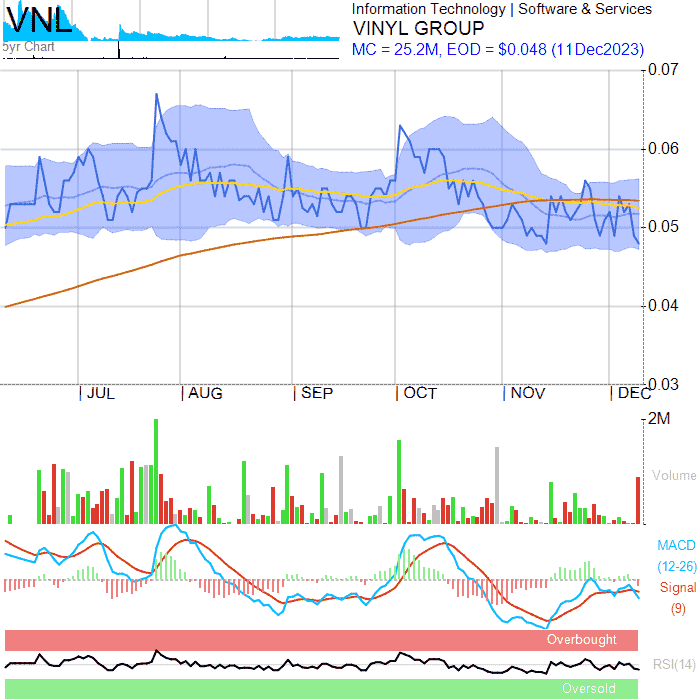 VNL
5yr Chart
Information Technology | Software & Services
VINYL GROUP
MC = 25.2M, EOD = $0.048 (11Dec2023)
0.07
0.06
0.05
0.04
0.03
| JUL | AUG | SEP | OCT | NOV | DEC
2M
Volume
MACD
(12-26)
Signal
(9)
Overbought
RSI(14)
Oversold